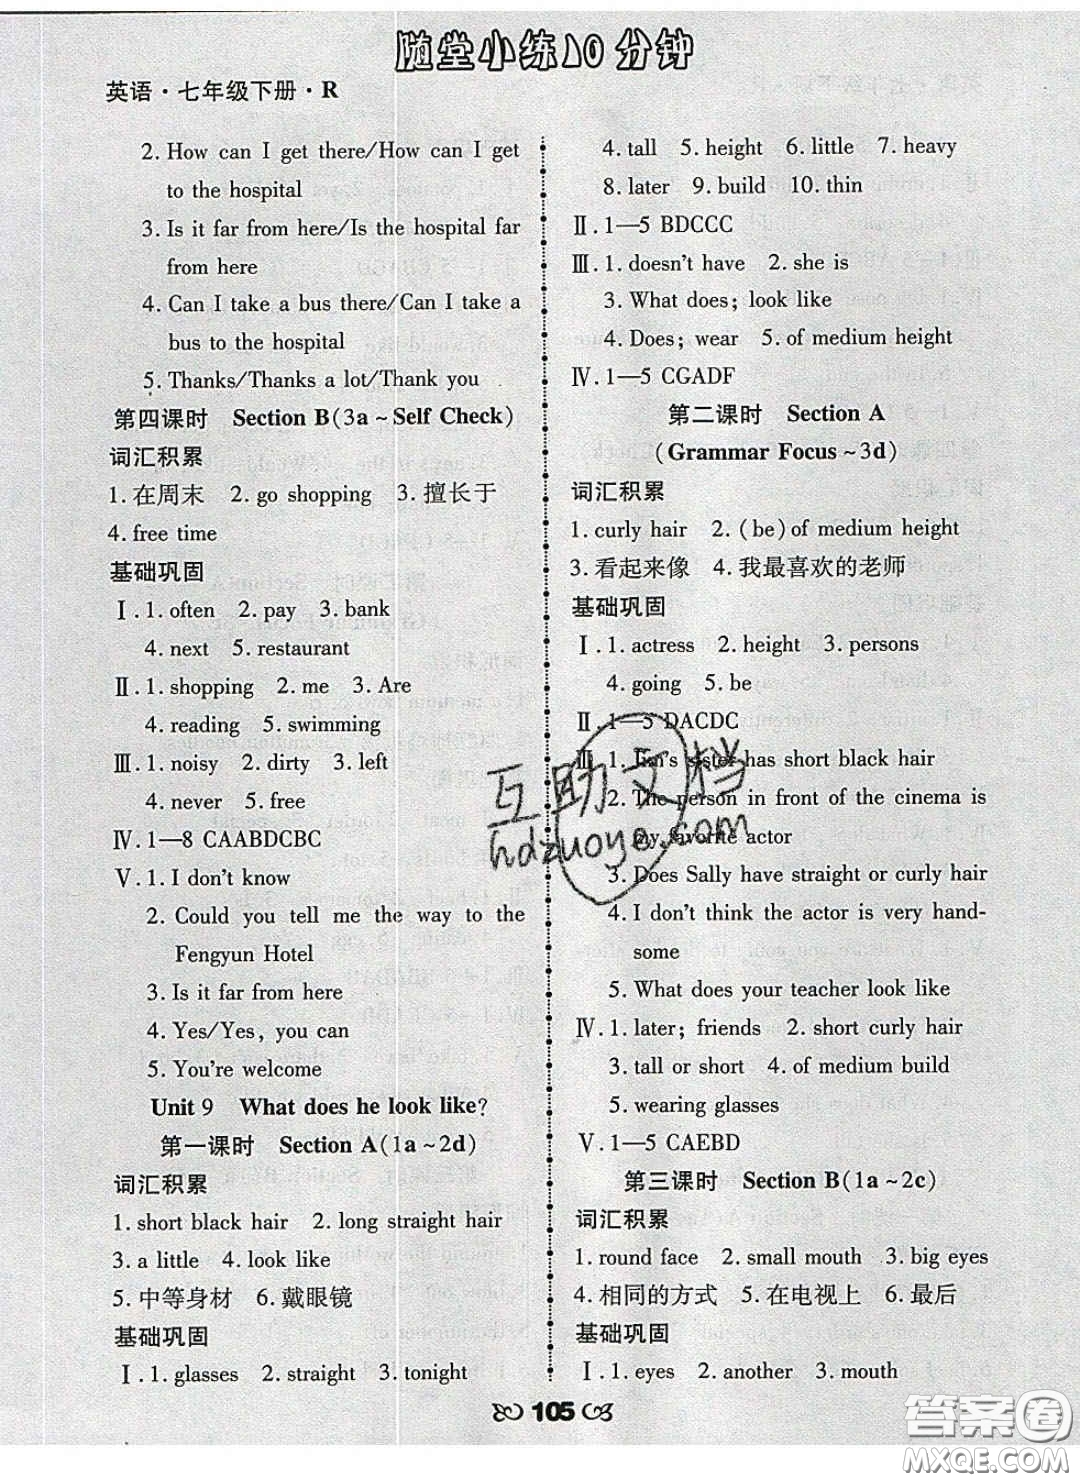 随堂小练10分钟
英语·七年级下册·R
2. How can I get there/How can I get
to the hospital
3. Is it far from here/Is the hospital far
from here
4. Can I take a bus there/Can I take a
bus to the hospital
5. Thanks/Thanks a lot/Thank you
第四课时 Section B(3a~Self Check)
词汇积累
1. 在周末 2. go shopping 3. 擅长于
4. free time
基础巩固
Ⅰ. 1. often 2. pay 3. bank
4. next 5. restaurant
Ⅱ. 1. shopping 2. me 3. Are
4. reading 5. swimming
Ⅲ. 1. noisy 2. dirty 3. left
4. never 5. free
Ⅳ. 1—8 CAABDCBC
Ⅴ. 1. I don't know
2. Could you tell me the way to the
Fengyun Hotel
3. Is it far from here
4. Yes/Yes, you can
5. You're welcome
Unit 9 What does he look like?
第一课时 Section A(1a~2d)
词汇积累
1. short black hair 2. long straight hair
3. a little 4. look like
5. 中等身材 6. 戴眼镜
基础巩固
Ⅰ. 1. glasses 2. straight 3. tonight
4. tall 5. height 6. little 7. heavy
8. later 9. build 10. thin
Ⅱ. 1—5 BDCCC
Ⅲ. 1. doesn't have 2. she is
3. What does; look like
4. Does; wear 5. of medium height
Ⅳ. 1—5 CGADF
第二课时 Section A
(Grammar Focus~3d)
词汇积累
1. curly hair 2. (be) of medium height
3. 看起来像 4. 我最喜欢的老师
基础巩固
Ⅰ. 1. actress 2. height 3. persons
4. going 5. be
Ⅱ. 1—5 DACDC
Ⅲ. 1. Jim's sister has short black hair
2. The person in front of the cinema is
my favorite actor
3. Does Sally have straight or curly hair
4. I don't think the actor is very hand-
some
5. What does your teacher look like
Ⅳ. 1. later; friends 2. short curly hair
3. tall or short 4. of medium build
5. wearing glasses
Ⅴ. 1—5 CAEBD
第三课时 Section B(1a~2c)
词汇积累
1. round face 2. small mouth 3. big eyes
4. 相同的方式 5. 在电视上 6. 最后
基础巩固
Ⅰ. 1. eyes 2. another 3. mouth
105
互助文档
hdzuoye.com
答案圈
MXQE.COM